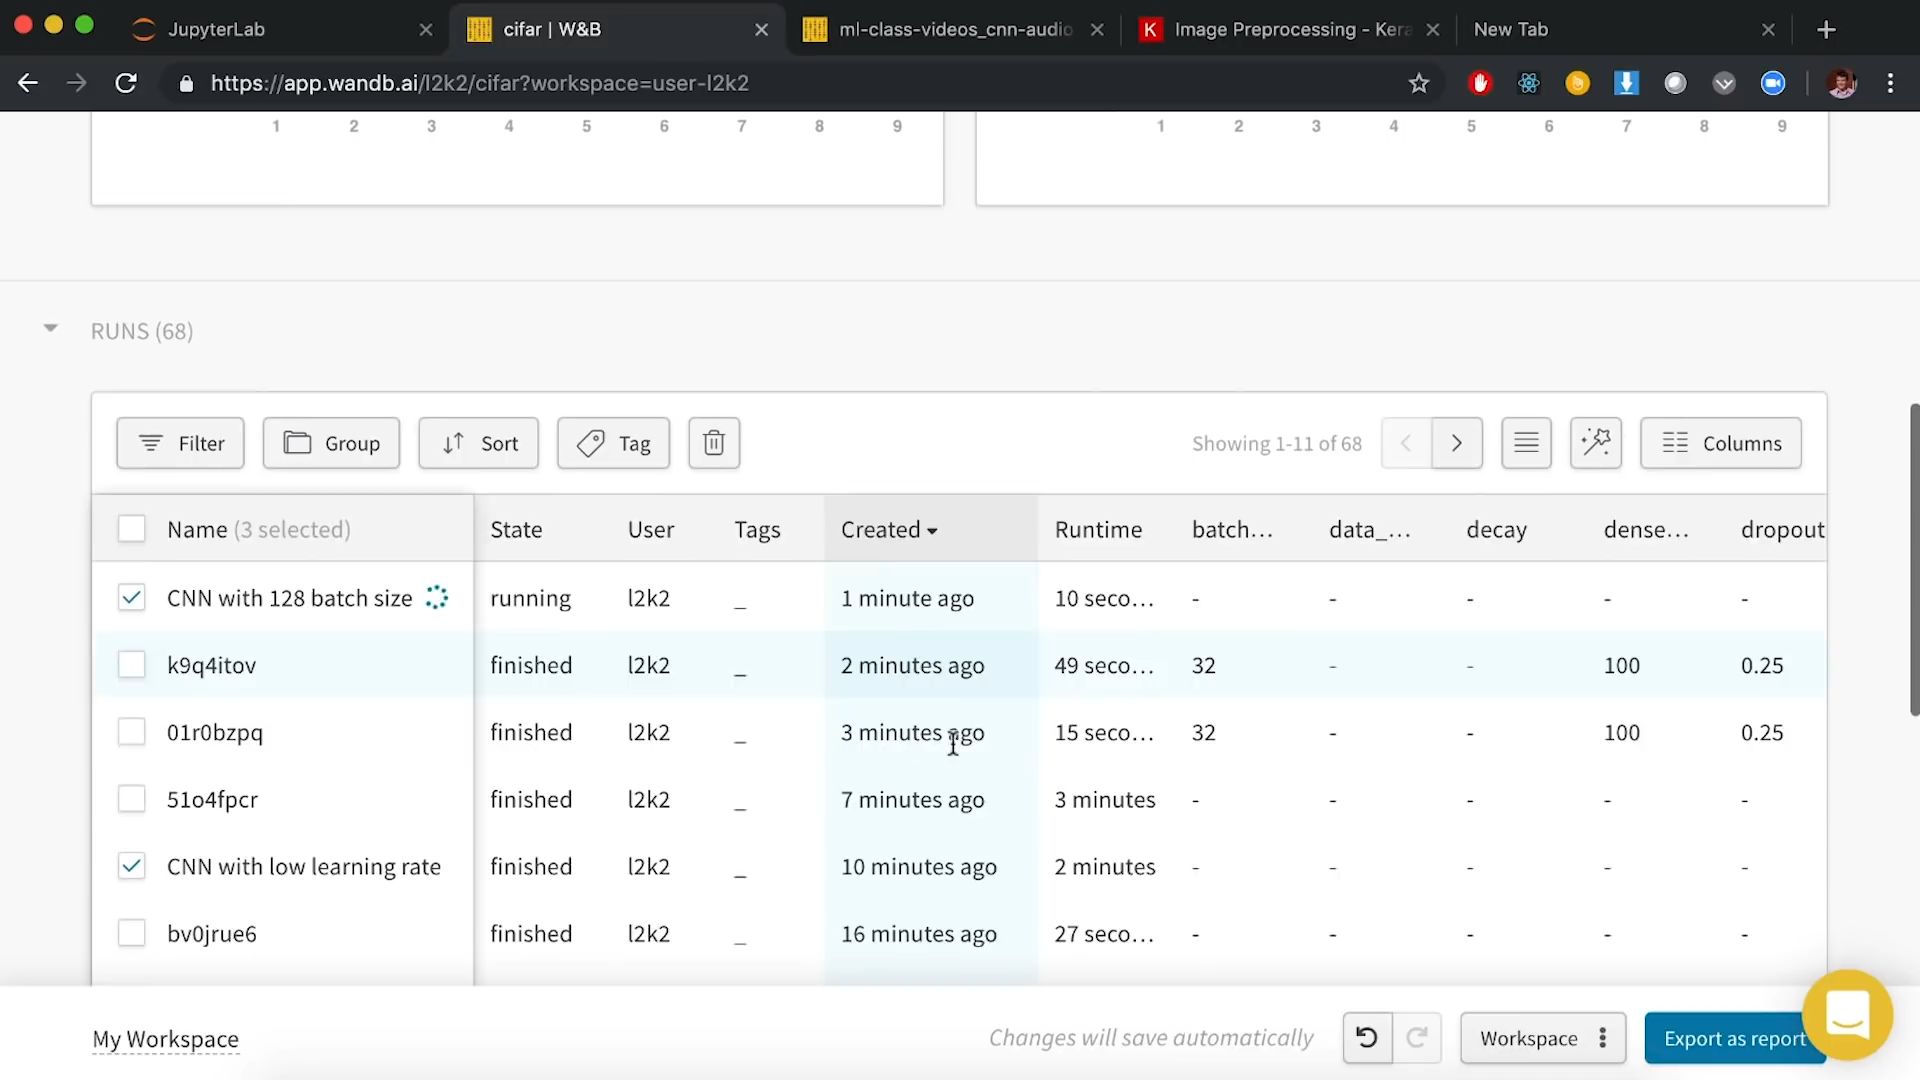 JupyterLab
cifar | W&B
ml-class-videos_cnn-audio
Image Preprocessing - Kera
New Tab
https://app.wandb.ai/l2k2/cifar?workspace=user-l2k2
1 2 3 4 5 6 7 8 9
1 2 3 4 5 6 7 8 9
RUNS (68)
Filter Group Sort Tag Showing 1-11 of 68 Columns
Name (3 selected) State User Tags Created Runtime batch... data_... decay dense... dropout
CNN with 128 batch size running l2k2 _ 1 minute ago 10 seco... - - - - -
k9q4itov finished l2k2 _ 2 minutes ago 49 seco... 32 - - 100 0.25
01r0bzpq finished l2k2 _ 3 minutes ago 15 seco... 32 - - 100 0.25
51o4fpcr finished l2k2 _ 7 minutes ago 3 minutes - - - - -
CNN with low learning rate finished l2k2 _ 10 minutes ago 2 minutes - - - - -
bv0jrue6 finished l2k2 _ 16 minutes ago 27 seco... - - - - -
My Workspace Changes will save automatically Workspace Export as report